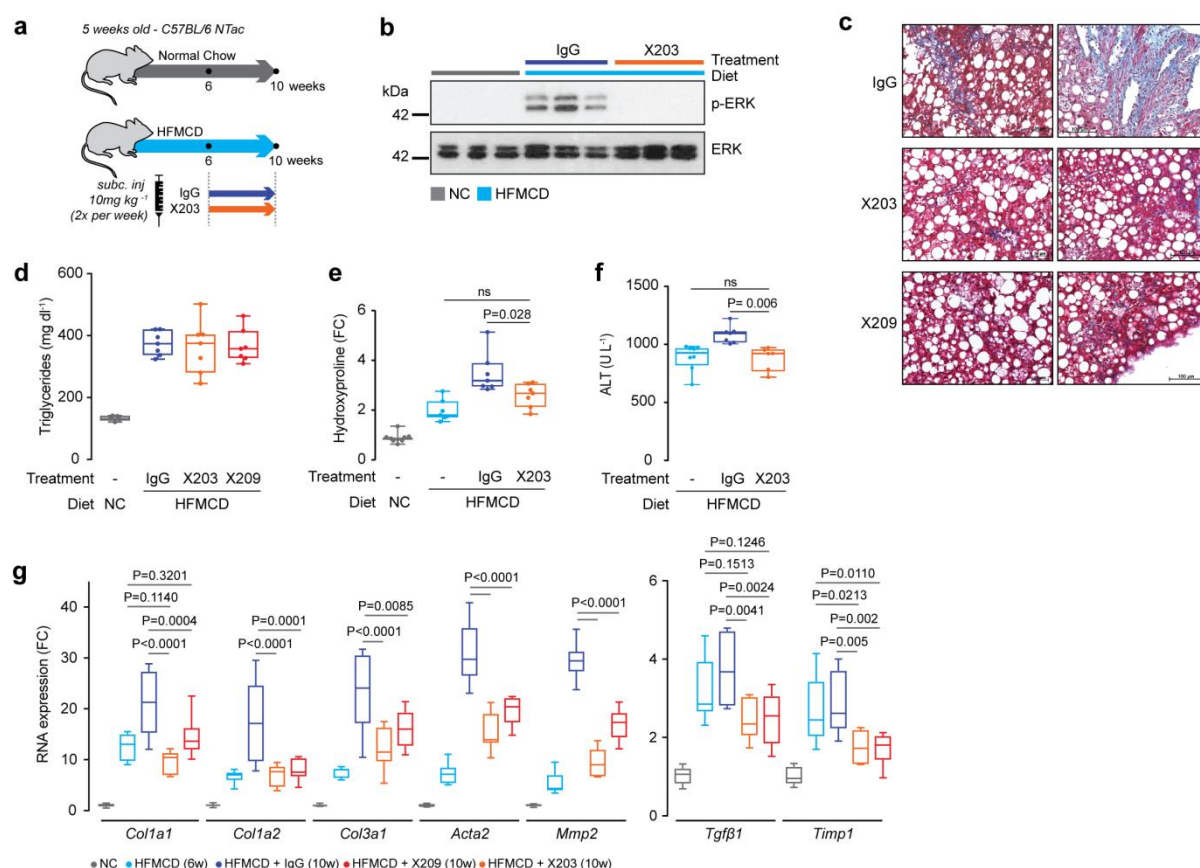 a
5 weeks old - C57BL/6 NTac
Normal Chow
6
10 weeks
HFMCD
6
10 weeks
subc. inj
10mg kg⁻¹
(2x per week)
IgG
X203
b
IgG
X203
Treatment
Diet
kDa
42
p-ERK
42
ERK
NC
HFMCD
c
IgG
X203
X209
100 µm
d
Triglycerides (mg dl⁻¹)
600
400
200
0
Treatment - IgG X203 X209
Diet NC HFMCD
e
Hydroxyproline (FC)
6
4
2
0
ns
P=0.028
Treatment - IgG X203
Diet NC HFMCD
f
ALT (U L⁻¹)
1500
1000
500
0
ns
P= 0.006
Treatment - IgG X203
Diet HFMCD
g
RNA expression (FC)
40
30
20
10
0
P=0.3201
P=0.1140
P=0.0004
P<0.0001
P=0.0001
P<0.0001
P=0.0085
P<0.0001
P<0.0001
P<0.0001
Col1a1 Col1a2 Col3a1 Acta2 Mmp2
6
4
2
0
P=0.1246
P=0.1513
P=0.0024
P=0.0041
P=0.0110
P=0.0213
P=0.002
P=0.005
Tgfβ1 Timp1
NC HFMCD (6w) HFMCD + IgG (10w) HFMCD + X209 (10w) HFMCD + X203 (10w)